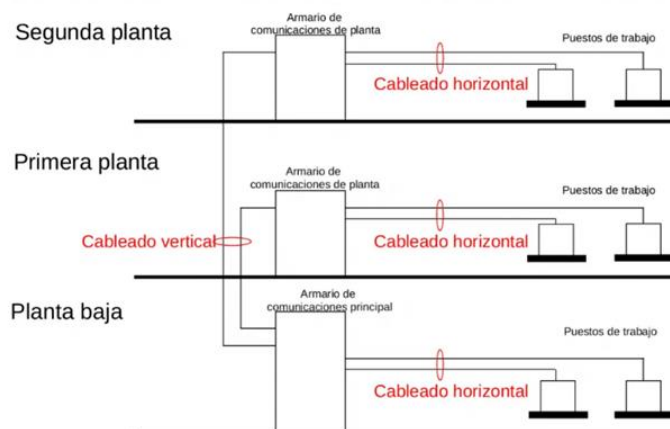 Segunda planta
Armario de
comunicaciones de planta
Puestos de trabajo
Cableado horizontal
Primera planta
Armario de
comunicaciones de planta
Puestos de trabajo
Cableado vertical
Cableado horizontal
Planta baja
Armario de
comunicaciones principal
Puestos de trabajo
Cableado horizontal